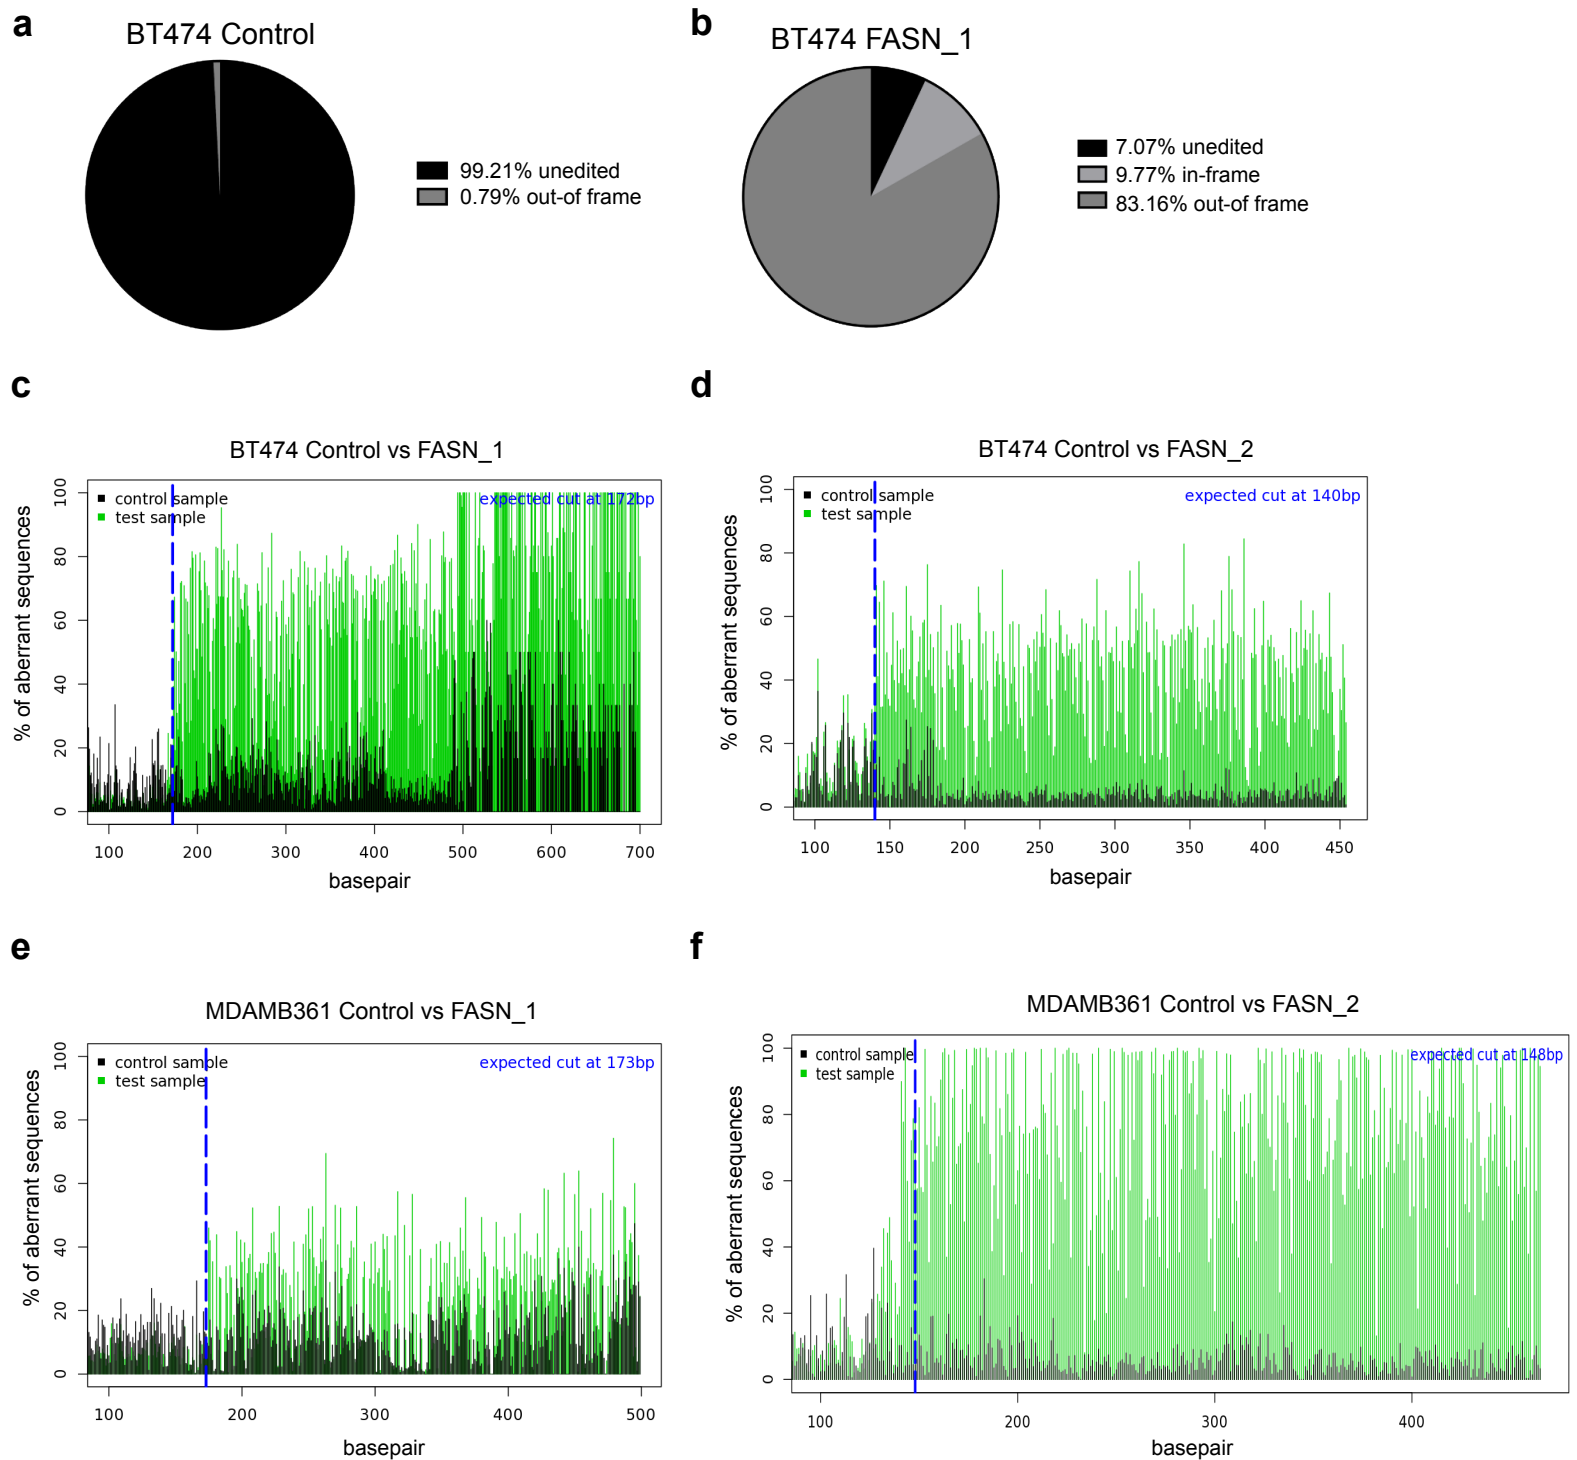 a
BT474 Control
99.21% unedited
0.79% out-of frame
b
BT474 FASN_1
7.07% unedited
9.77% in-frame
83.16% out-of frame
c
BT474 Control vs FASN_1
control sample
test sample
expected cut at 172bp
% of aberrant sequences
0
20
40
60
80
100
100 200 300 400 500 600 700
basepair
d
BT474 Control vs FASN_2
control sample
test sample
expected cut at 140bp
% of aberrant sequences
0
20
40
60
80
100
100 150 200 250 300 350 400 450
basepair
e
MDAMB361 Control vs FASN_1
control sample
test sample
expected cut at 173bp
% of aberrant sequences
0
20
40
60
80
100
100 200 300 400 500
basepair
f
MDAMB361 Control vs FASN_2
control sample
test sample
expected cut at 148bp
% of aberrant sequences
0
20
40
60
80
100
100 200 300 400
basepair